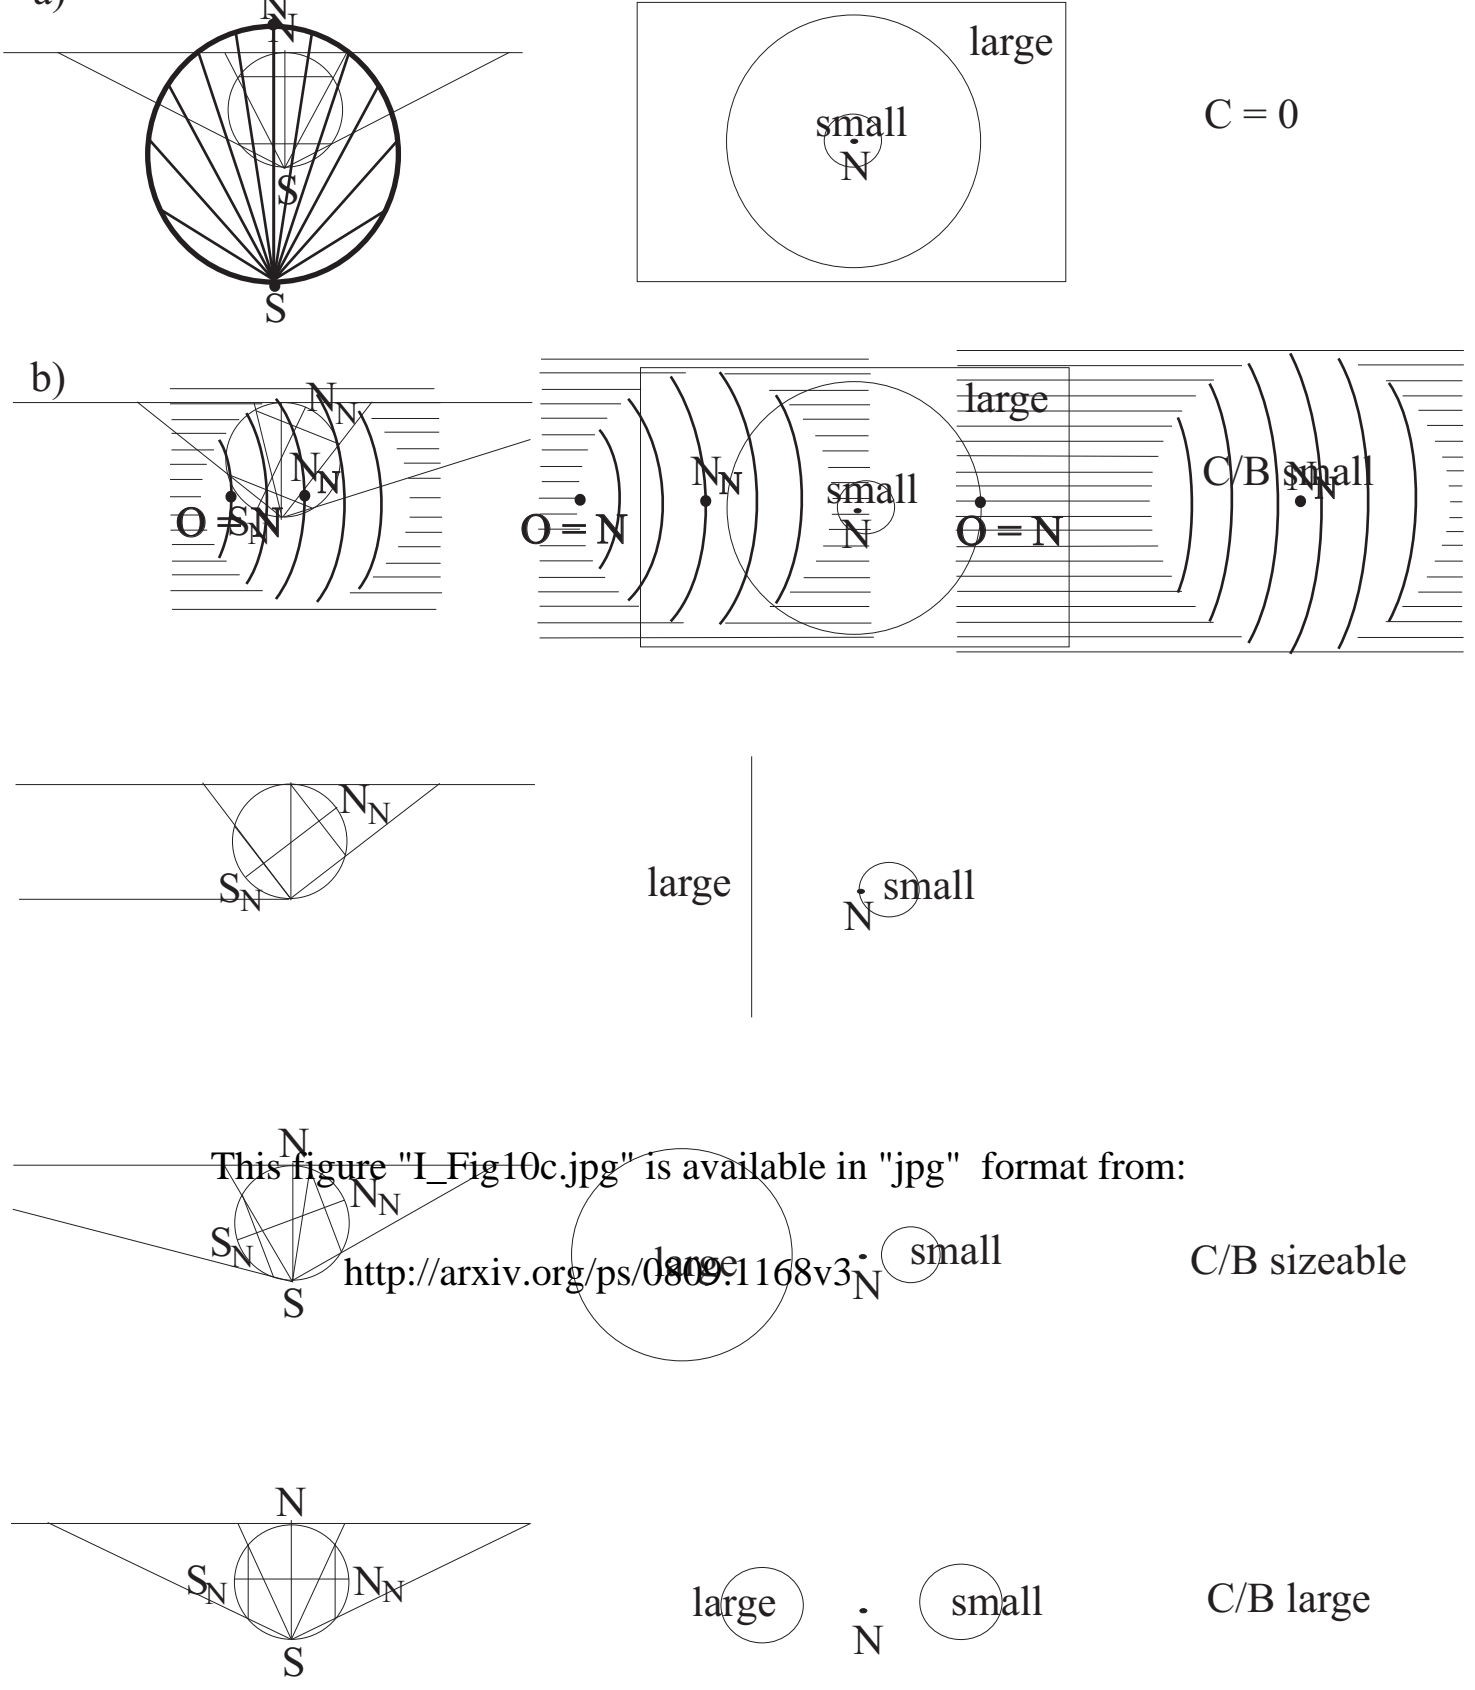 a)
N
N
large
small
N
C = 0
S
S
b)
N_N
large
N_N
N_N
small
C/B small
N_N
O = N
S_N
O = N
N
O = N
N_N
large
small
S_N
N
N
This figure "I_Fig10c.jpg" is available in "jpg" format from:
N_N
S_N
large
small
C/B sizeable
http://arxiv.org/ps/0809.1168v3
N
S
N
S_N
N_N
large
small
C/B large
N
S